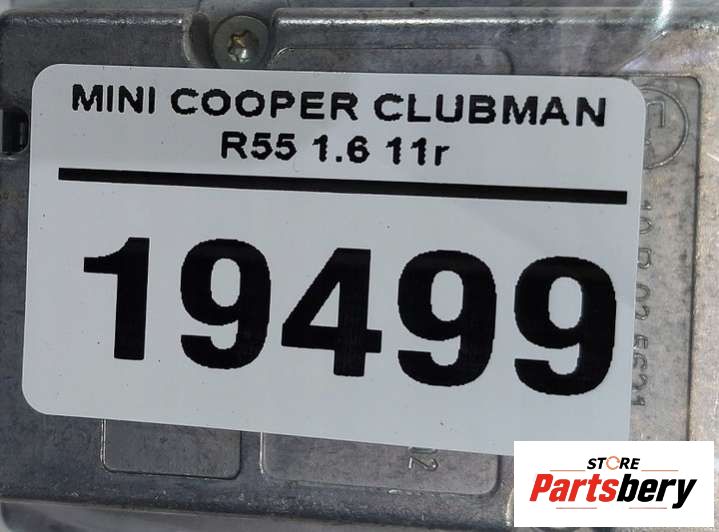 MINI COOPER CLUBMAN
R55 1.6 11r
19499
STORE
Partsbery